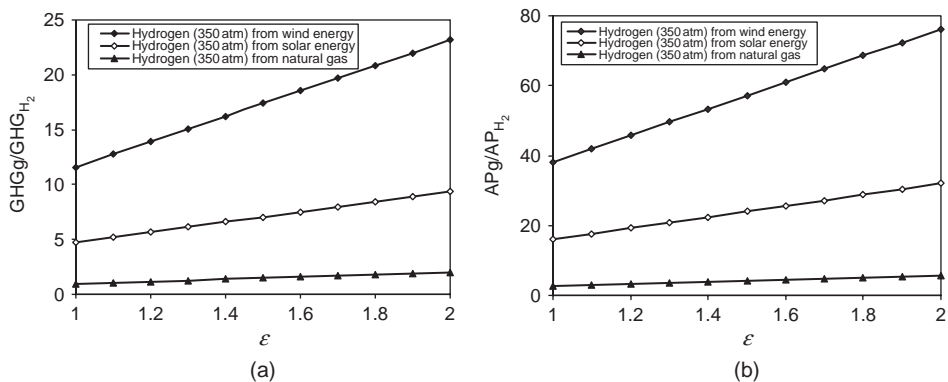 25
20
15
10
5
0
GHGg/GHG_H2
Hydrogen (350 atm) from wind energy
Hydrogen (350 atm) from solar energy
Hydrogen (350 atm) from natural gas
1 1.2 1.4 1.6 1.8 2
ε
(a)
80
60
40
20
0
APg/AP_H2
Hydrogen (350 atm) from wind energy
Hydrogen (350 atm) from solar energy
Hydrogen (350 atm) from natural gas
1 1.2 1.4 1.6 1.8 2
ε
(b)